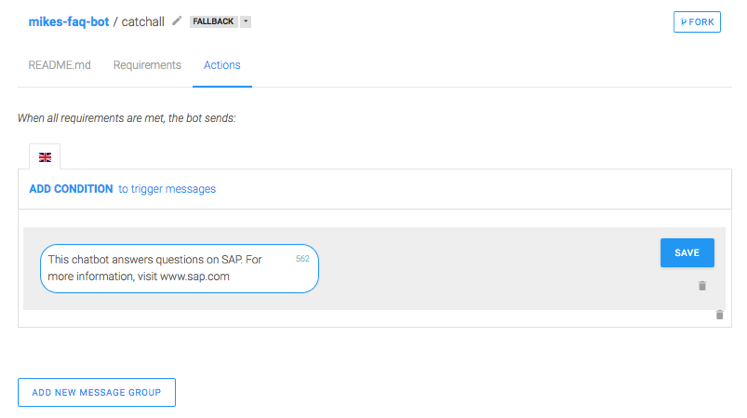 mikes-faq-bot / catchall FALLBACK FORK
README.md Requirements Actions
When all requirements are met, the bot sends:
ADD CONDITION to trigger messages
This chatbot answers questions on SAP. For 562
more information, visit www.sap.com
SAVE
ADD NEW MESSAGE GROUP